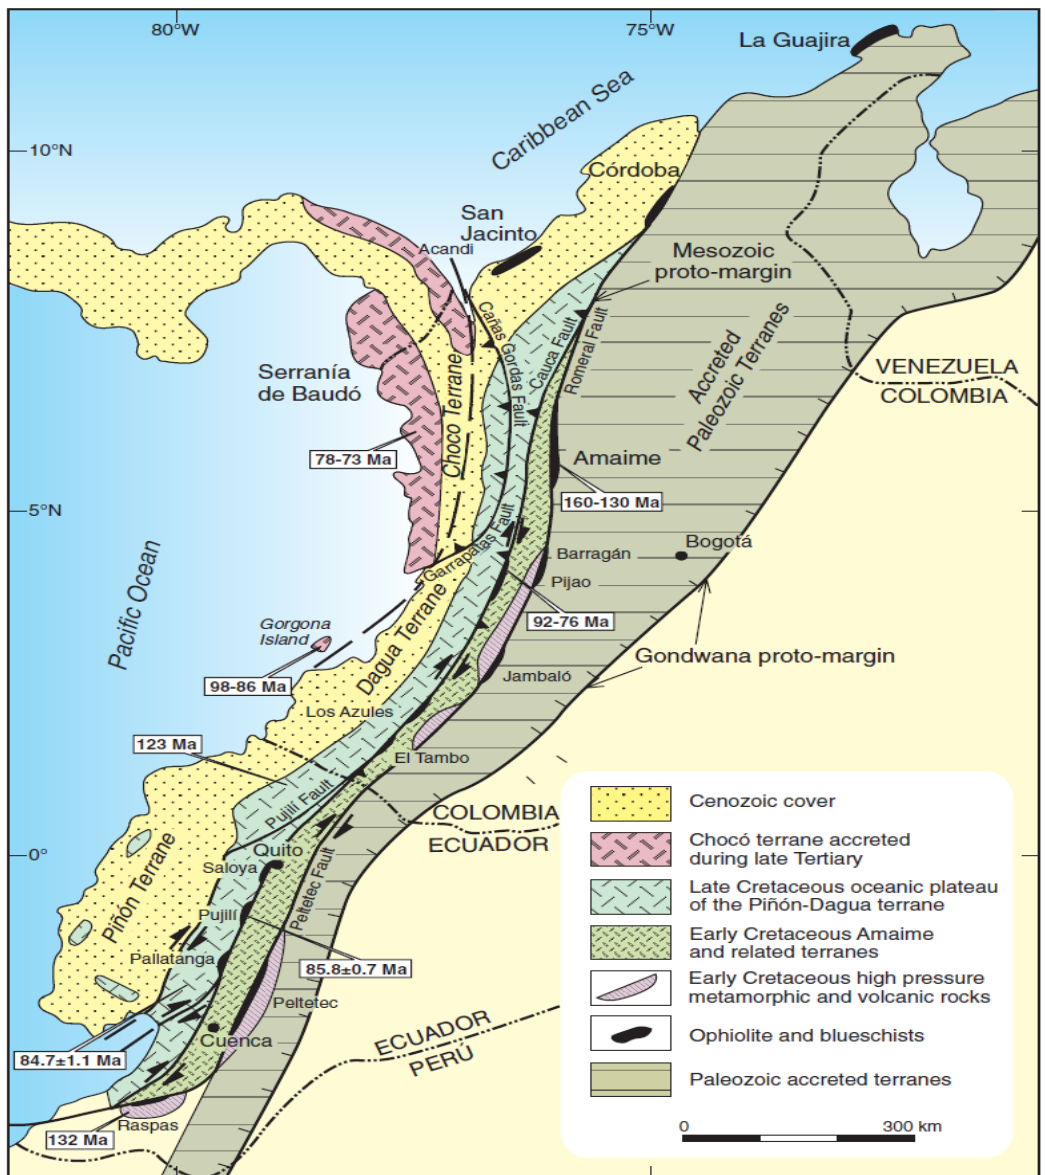 80°W
75°W
La Guajira
Caribbean Sea
10°N
Córdoba
San
Jacinto
Acandi
Mesozoic
proto-margin
Cañas Gordas Fault
Cauca Fault
Romeral Fault
Accreted
Paleozoic Terranes
VENEZUELA
COLOMBIA
Serranía
de Baudó
Choco Terrane
78-73 Ma
Amaime
160-130 Ma
5°N
Garrapatas Fault
Bogotá
Barragán
Pijao
Pacific Ocean
Gorgona
Island
92-76 Ma
Dagua Terrane
Gondwana proto-margin
98-86 Ma
Jambaló
Los Azules
123 Ma
El Tambo
Pujilí Fault
COLOMBIA
ECUADOR
0°
Quito
Saloya
Piñón Terrane
Peltetec Fault
Pujilí
Pallatanga
85.8±0.7 Ma
Peltetec
Cuenca
ECUADOR
PERU
84.7±1.1 Ma
Raspas
132 Ma
Cenozoic cover
Chocó terrane accreted
during late Tertiary
Late Cretaceous oceanic plateau
of the Piñón-Dagua terrane
Early Cretaceous Amaime
and related terranes
Early Cretaceous high pressure
metamorphic and volcanic rocks
Ophiolite and blueschists
Paleozoic accreted terranes
0
300 km